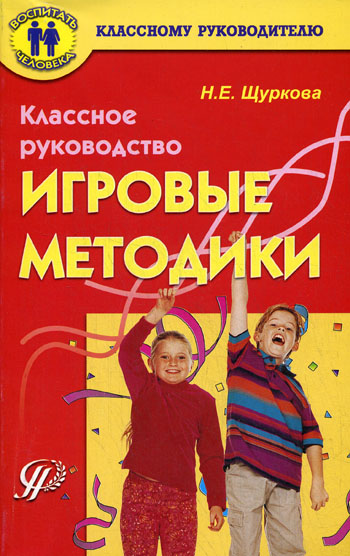 ВОСПИТАТЬ
ЧЕЛОВЕКА
КЛАССНОМУ РУКОВОДИТЕЛЮ
Н.Е. Щуркова
Классное
руководство
ИГРОВЫЕ
МЕТОДИКИ